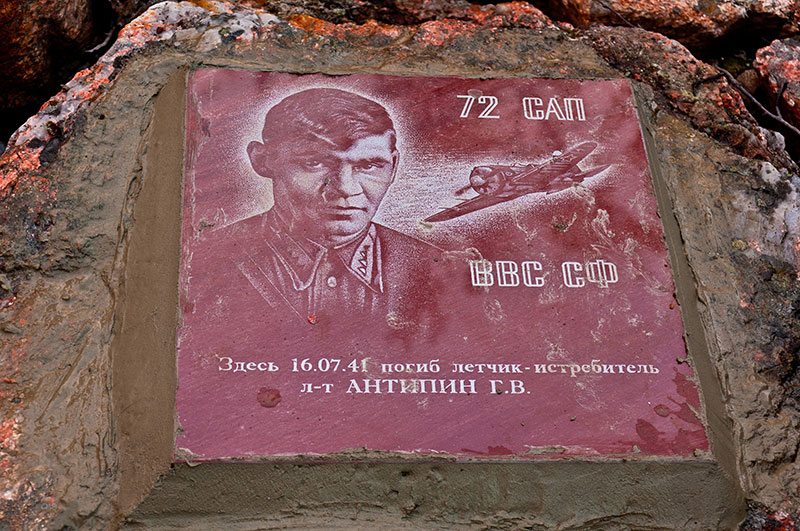 72 САП
ВВС СФ
Здесь 16.07.41 погиб летчик-истребитель
л-т АНТИПИН Г.В.